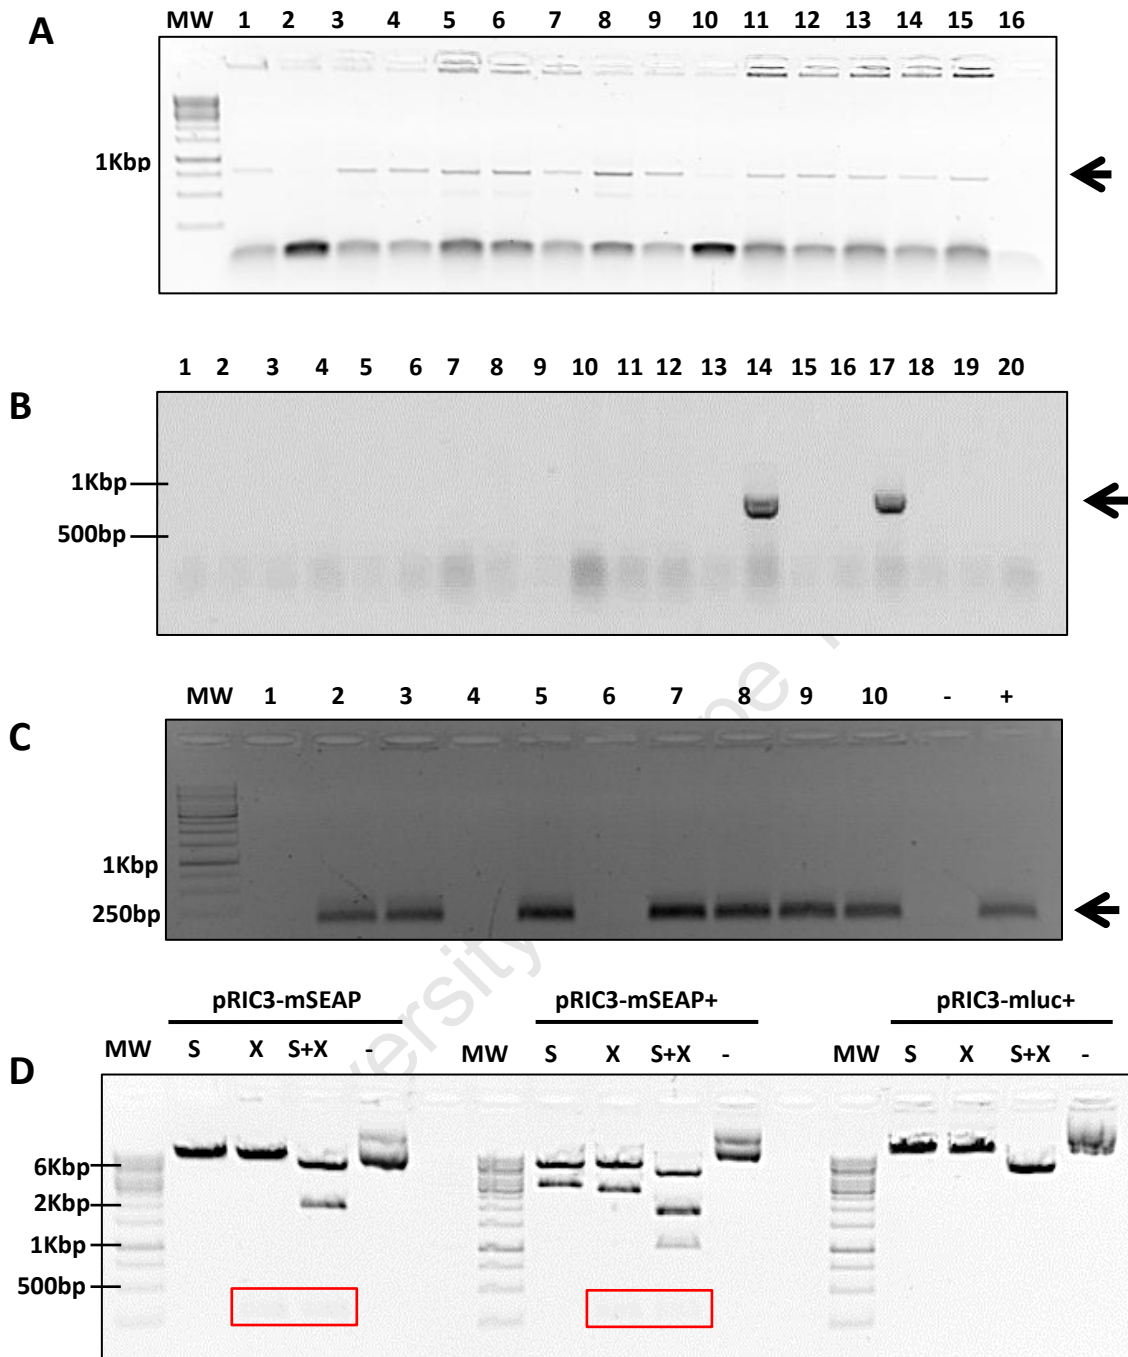 A
MW 1 2 3 4 5 6 7 8 9 10 11 12 13 14 15 16
1Kbp
1 2 3 4 5 6 7 8 9 10 11 12 13 14 15 16 17 18 19 20
B
1Kbp
500bp
MW 1 2 3 4 5 6 7 8 9 10 - +
C
1Kbp
250bp
pRIC3-mSEAP pRIC3-mSEAP+ pRIC3-mluc+
MW S X S+X - MW S X S+X - MW S X S+X -
D
6Kbp
2Kbp
1Kbp
500bp